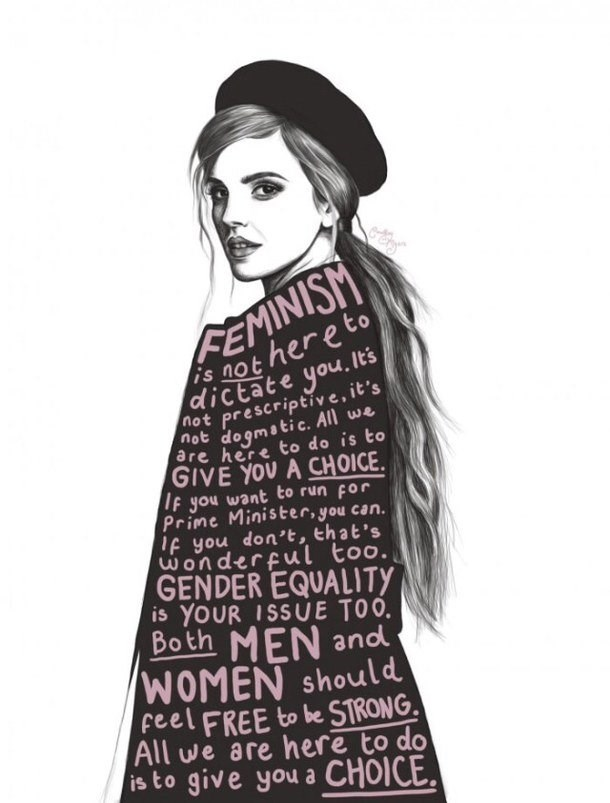 FEMINISM
is not here to
dictate you. It's
not prescriptive, it's
not dogmatic. All we
are here to do is to
GIVE YOU A CHOICE.
If you want to run for
Prime Minister, you can.
If you don't, that's
wonderful too.
GENDER EQUALITY
is YOUR ISSUE TOO.
Both MEN and
WOMEN should
feel FREE to be STRONG.
All we are here to do
is to give you a CHOICE.